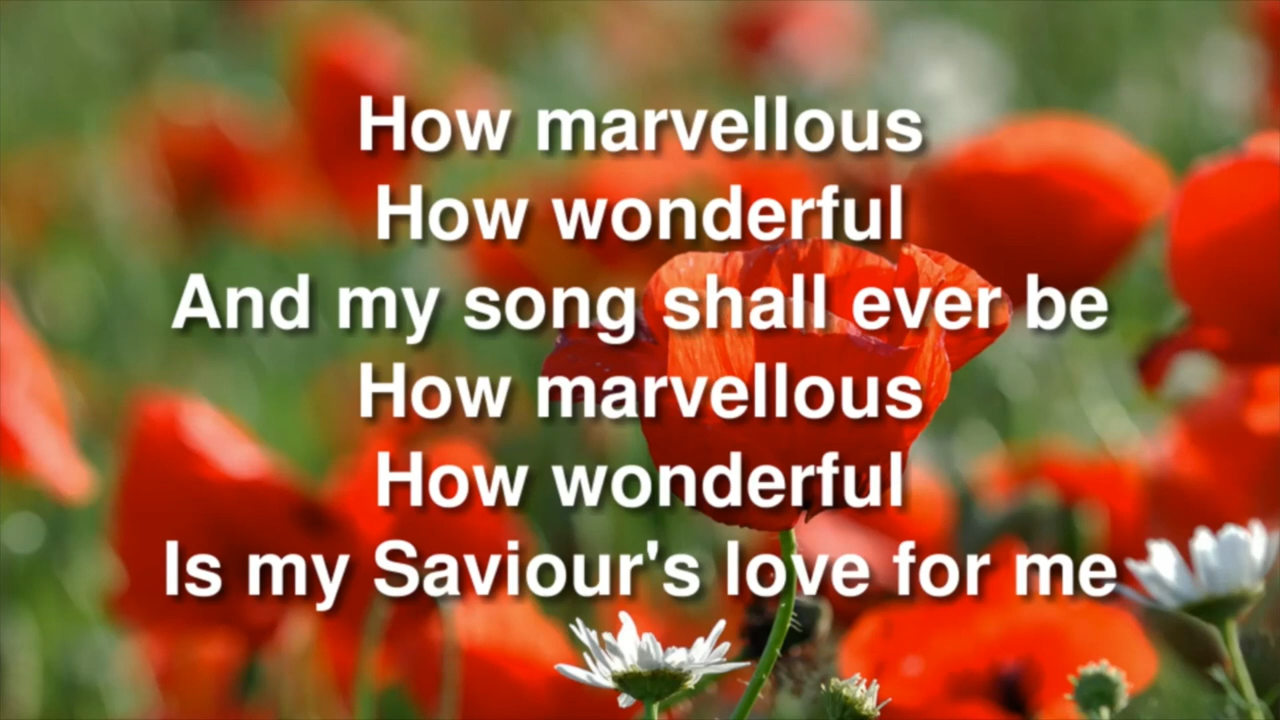 How marvellous
How wonderful
And my song shall ever be
How marvellous
How wonderful
Is my Saviour's love for me